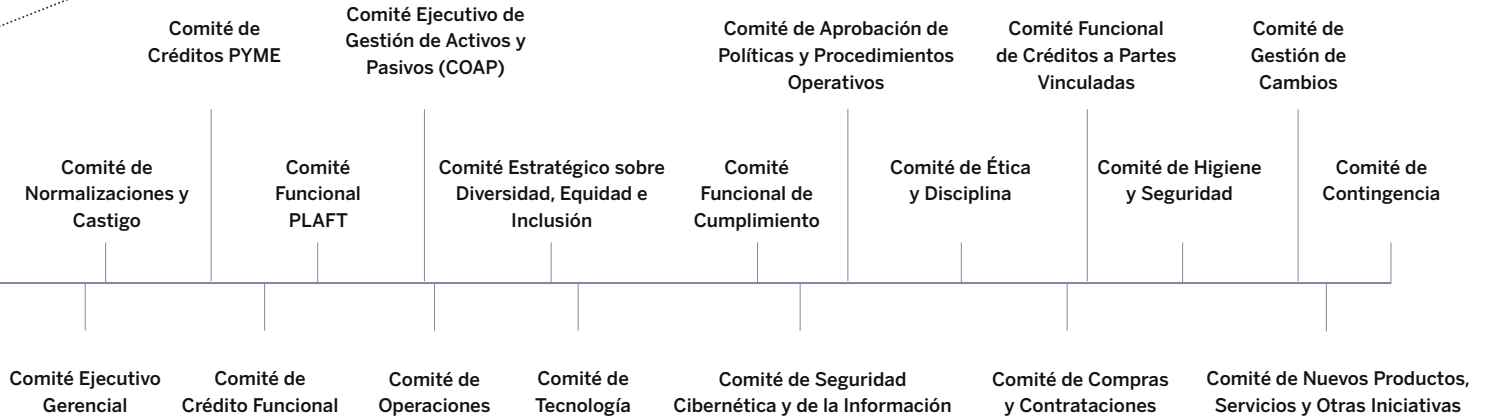 Comité de
Créditos PYME
Comité Ejecutivo de
Gestión de Activos y
Pasivos (COAP)
Comité de Aprobación de
Políticas y Procedimientos
Operativos
Comité Funcional
de Créditos a Partes
Vinculadas
Comité de
Gestión de
Cambios
Comité de
Normalizaciones y
Castigo
Comité
Funcional
PLAFT
Comité Estratégico sobre
Diversidad, Equidad e
Inclusión
Comité
Funcional de
Cumplimiento
Comité de Ética
y Disciplina
Comité de Higiene
y Seguridad
Comité de
Contingencia
Comité Ejecutivo
Gerencial
Comité de
Crédito Funcional
Comité de
Operaciones
Comité de
Tecnología
Comité de Seguridad
Cibernética y de la Información
Comité de Compras
y Contrataciones
Comité de Nuevos Productos,
Servicios y Otras Iniciativas